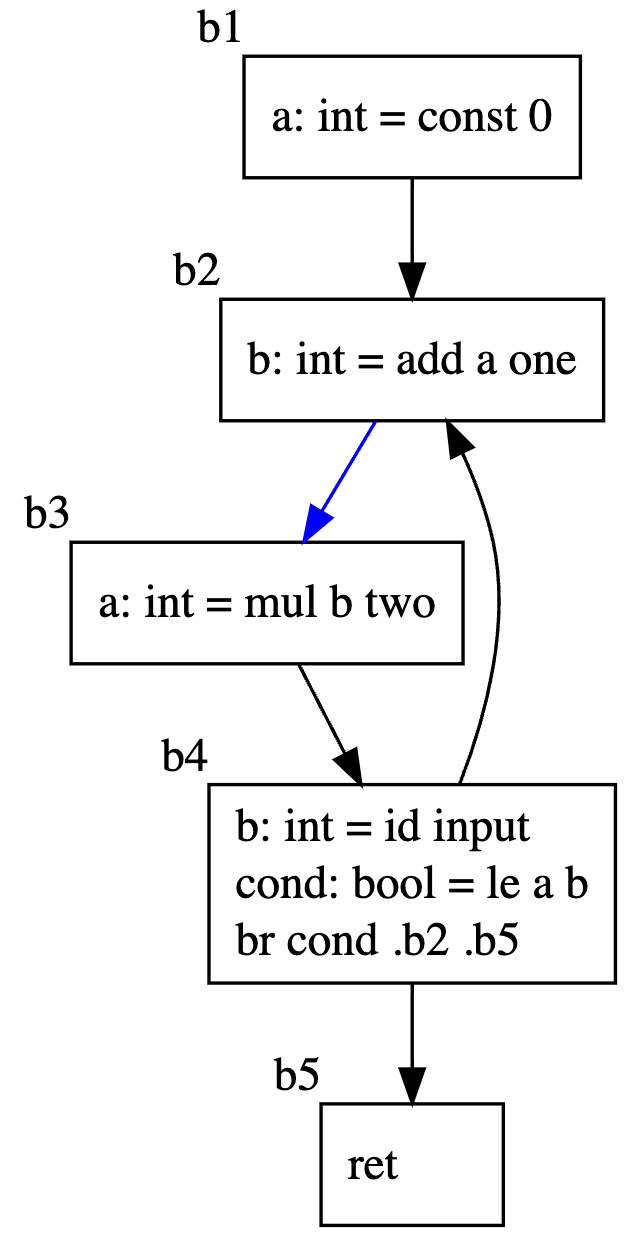 b1
a: int = const 0
b2
b: int = add a one
b3
a: int = mul b two
b4
b: int = id input
cond: bool = le a b
br cond .b2 .b5
b5
ret